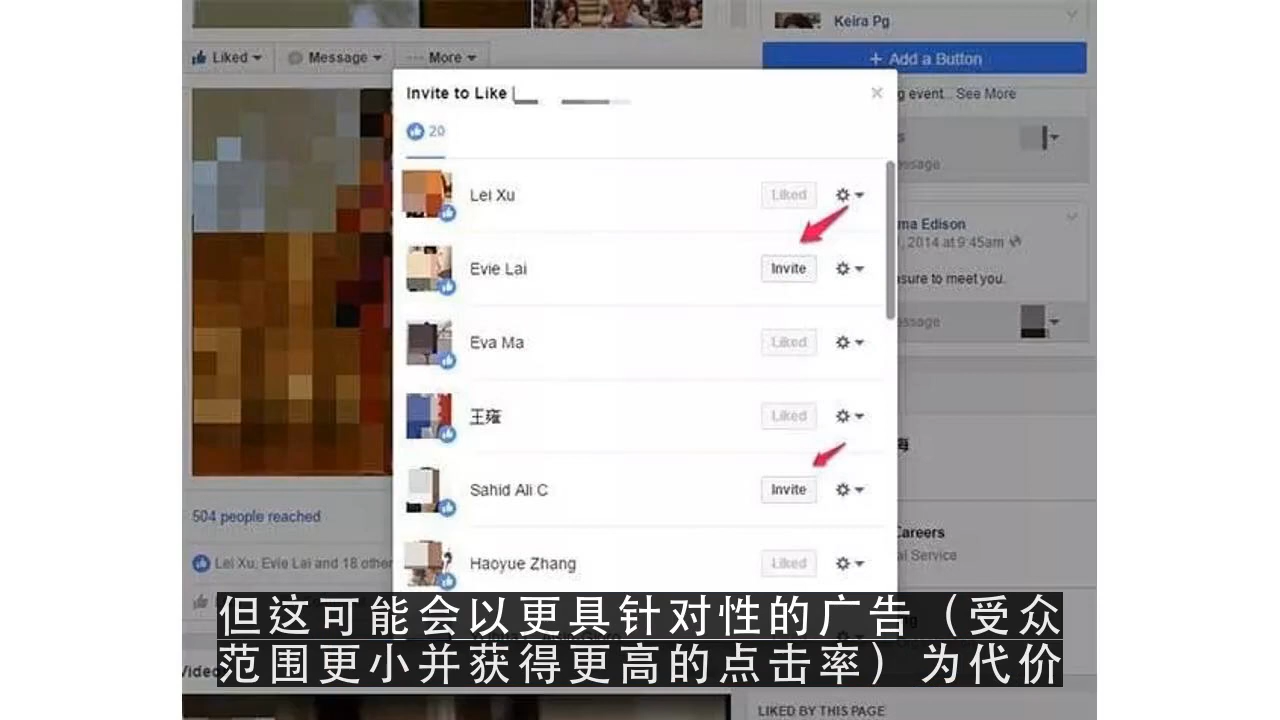 Keira Pg
Liked
Message
More
+ Add a Button
Invite to Like
g event... See More
20
Lei Xu
Liked
Evie Lai
Invite
ma Edison
, 2014 at 9:45am
asure to meet you.
Eva Ma
Liked
王雍
Liked
Sahid Ali C
Invite
504 people reached
Careers
al Service
Lei Xu, Evie Lai and 18 other
Haoyue Zhang
Liked
但这可能会以更具针对性的广告（受众
范围更小并获得更高的点击率）为代价
Video
LIKED BY THIS PAGE